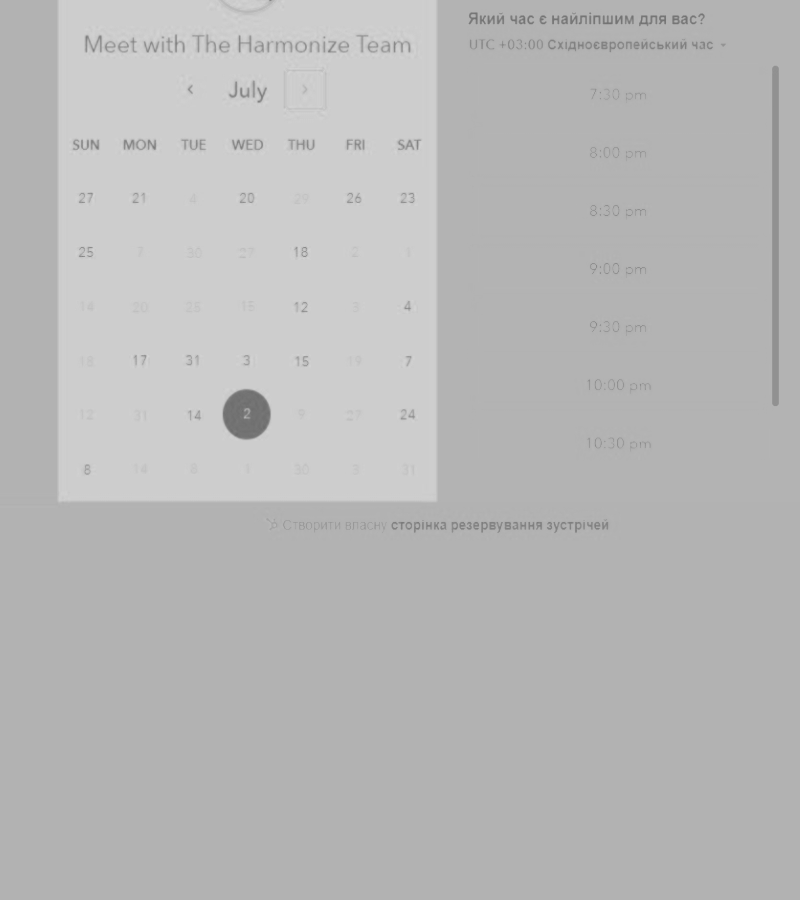 Meet with The Harmonize Team
July
SUN MON TUE WED THU FRI SAT
27 21 4 20 29 26 23
25 7 30 27 18 2 1
14 20 25 15 12 3 4
13 17 31 3 15 19 7
12 31 14 2 9 27 24
8 14 8 1 30 3 31
Який час є найліпшим для вас?
UTC +03:00 Східноєвропейський час
7:30 pm
8:00 pm
8:30 pm
9:00 pm
9:30 pm
10:00 pm
10:30 pm
Створити власну сторінка резервування зустрічей